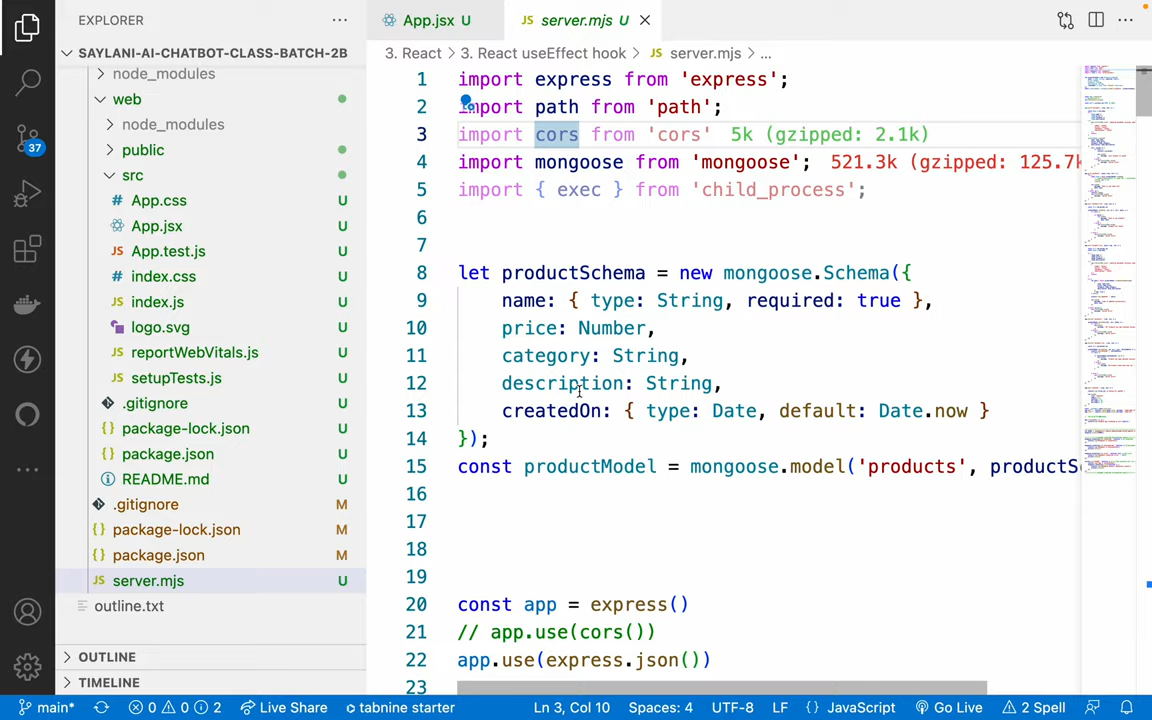 EXPLORER
App.jsx U
JS server.mjs U
SAYLANI-AI-CHATBOT-CLASS-BATCH-2B
3. React > 3. React useEffect hook > JS server.mjs > ...
node_modules
web
node_modules
public
src
# App.css U
App.jsx U
JS App.test.js U
# index.css U
JS index.js U
logo.svg U
JS reportWebVitals.js U
JS setupTests.js U
.gitignore U
{} package-lock.json U
{} package.json U
README.md U
.gitignore M
{} package-lock.json M
{} package.json M
JS server.mjs U
outline.txt
OUTLINE
TIMELINE
37
1 import express from 'express';
2 import path from 'path';
3 import cors from 'cors' 5k (gzipped: 2.1k)
4 import mongoose from 'mongoose'; 521.3k (gzipped: 125.7k
5 import { exec } from 'child_process';
6
7
8 let productSchema = new mongoose.Schema({
9 name: { type: String, required: true },
10 price: Number,
11 category: String,
12 description: String,
13 createdOn: { type: Date, default: Date.now }
14 });
15 const productModel = mongoose.model('products', productS
16
17
18
19
20 const app = express()
21 // app.use(cors())
22 app.use(express.json())
23
main* 0 0 2 Live Share tabnine starter Ln 3, Col 10 Spaces: 4 UTF-8 LF {} JavaScript Go Live 2 Spell